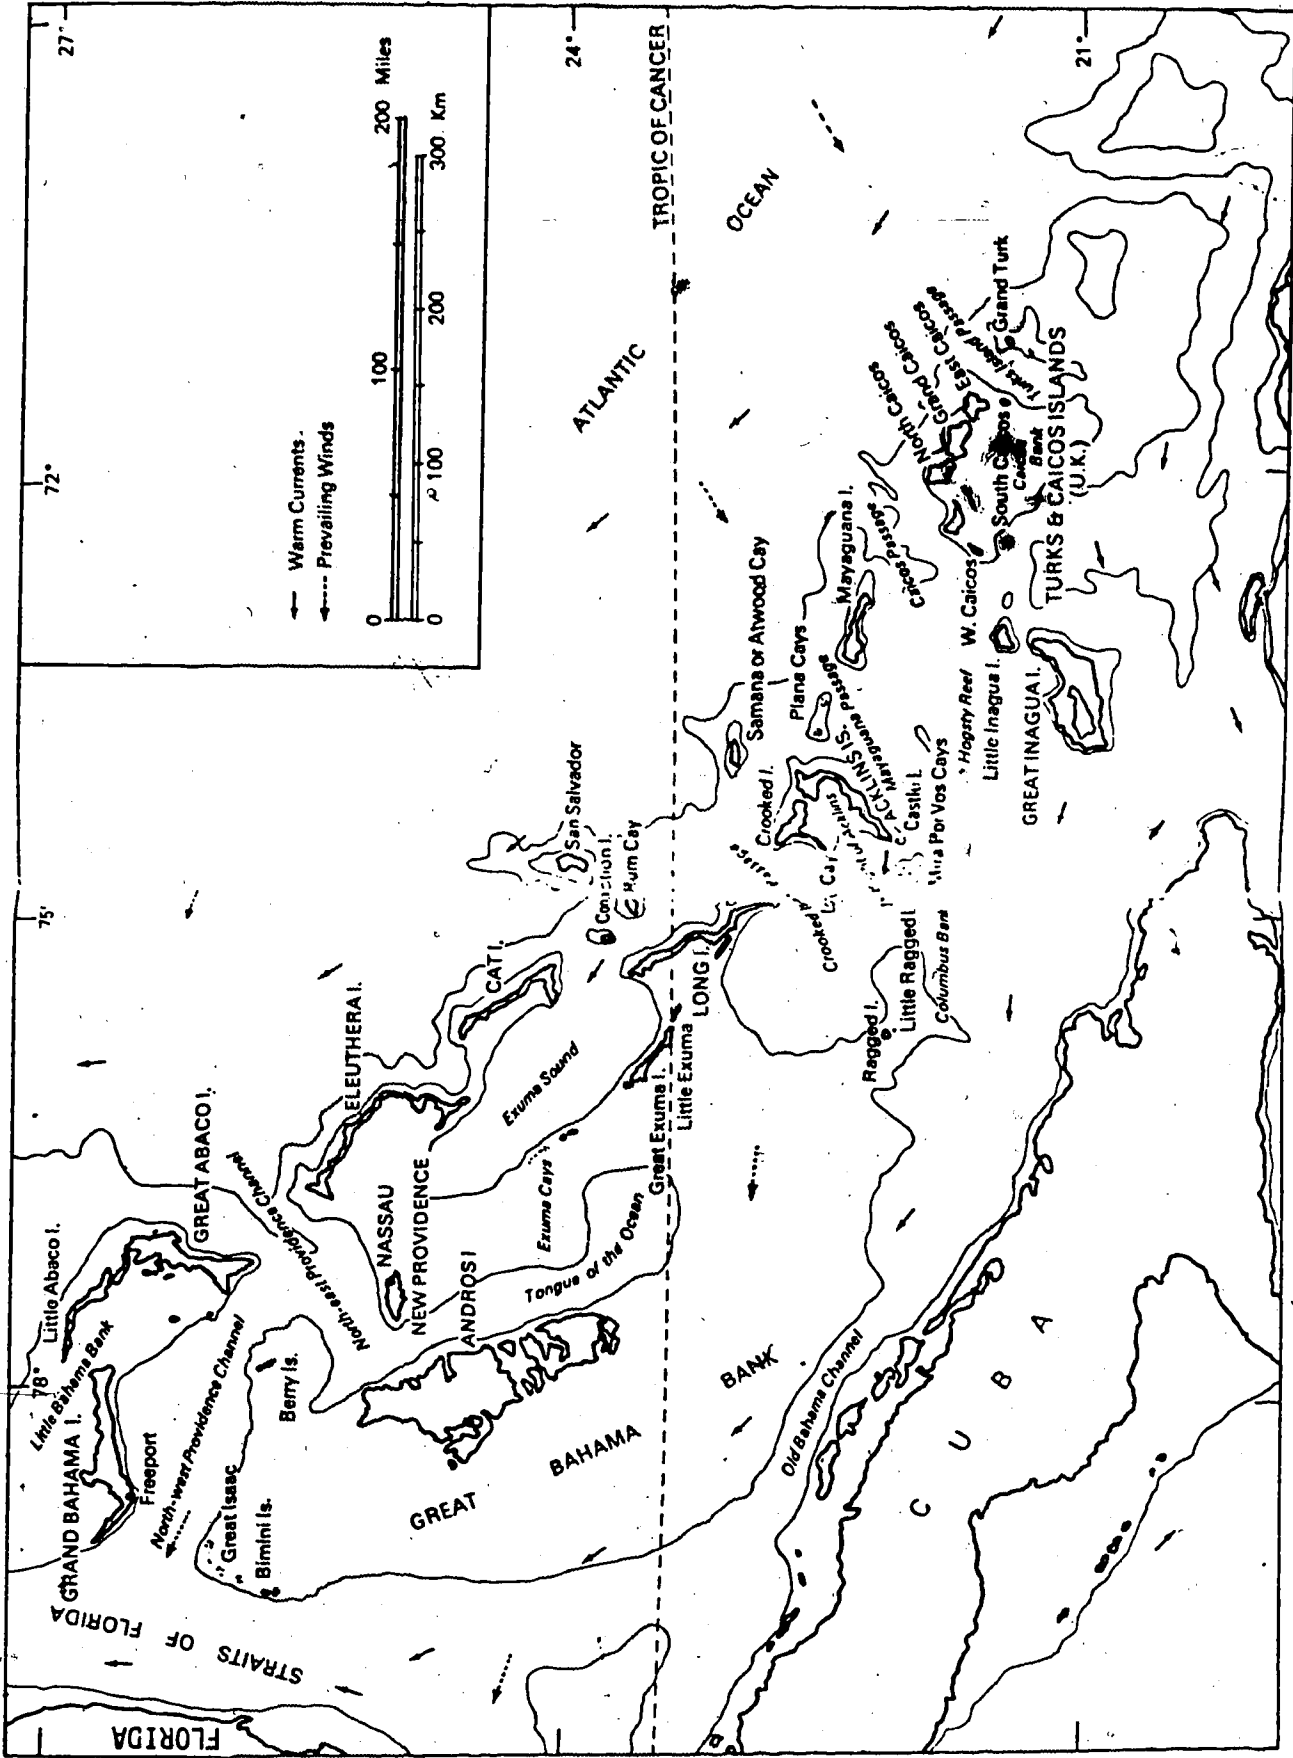 27°
24°
21°
72°
75'
78°
← Warm Currents
←---- Prevailing Winds
0 100 200 Miles
0 100 200 300 Km
TROPIC OF CANCER
ATLANTIC
OCEAN
FLORIDA
STRAITS OF FLORIDA
GRAND BAHAMA I.
Freeport
Little Bahama Bank
Little Abaco I.
GREAT ABACO I.
North-west Providence Channel
North-east Providence Channel
Great Isaac
Bimini Is.
Berry Is.
NASSAU
NEW PROVIDENCE
ELEUTHERA I.
ANDROS I
Tongue of the Ocean
Exuma Cays
Exuma Sound
CAT I.
San Salvador
Rum Cay
Great Exuma I.
Little Exuma
LONG I.
GREAT
BAHAMA
BANK
Old Bahama Channel
CUBA
Ragged I.
Little Ragged I
Columbus Bank
Crooked
Passage
Crooked I.
ACKLINS IS.
Castle I.
Por Vos Cays
Samana or Atwood Cay
Plana Cays
Mayaguana Passage
Mayaguana I.
Caicos Passage
Hogsty Reef
Little Inagua I.
GREAT INAGUA I.
W. Caicos
North Caicos
Grand Caicos
East Caicos
South Caicos
Caicos
Bank
Turks Island Passage
Grand Turk
TURKS & CAICOS ISLANDS
(U.K.)